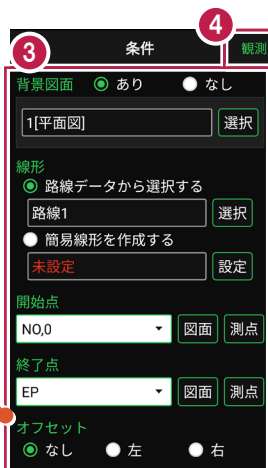 4
3
条件
観測
背景図面 あり なし
1[平面図] 選択
線形
路線データから選択する
路線1 選択
簡易線形を作成する
未設定 設定
開始点
NO,0 図面 測点
終了点
EP 図面 測点
オフセット
なし 左 右